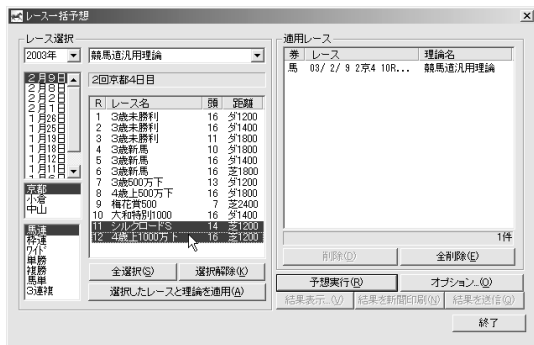 レース一括予想
レース選択
2003年
競馬道汎用理論
2月9日
2月8日
2月2日
2月1日
1月26日
1月25日
1月19日
1月18日
1月12日
1月11日
2回京都4日目
R レース名 頭 距離
1 3歳未勝利 16 ダ1200
2 3歳未勝利 16 ダ1400
3 3歳未勝利 11 ダ1800
4 3歳新馬 10 ダ1800
5 3歳新馬 16 ダ1400
6 3歳新馬 16 芝1800
7 3歳500万下 13 ダ1200
8 4歳上500万下 16 ダ1800
9 梅花賞500 7 芝2400
10 大和特別1000 16 ダ1400
11 シルクロードS 14 芝1200
12 4歳上1000万下 16 芝1200
京都
小倉
中山
馬連
枠連
ワイド
単勝
複勝
馬単
3連複
全選択(S)
選択解除(K)
選択したレースと理論を適用(A)
適用レース
券 レース 理論名
馬 03/ 2/ 9 2京4 10R... 競馬道汎用理論
1件
削除(D)
全削除(E)
予想実行(R)
オプション...(O)
結果表示...(V)
結果を新聞印刷(N)
結果を送信(Q)
終了